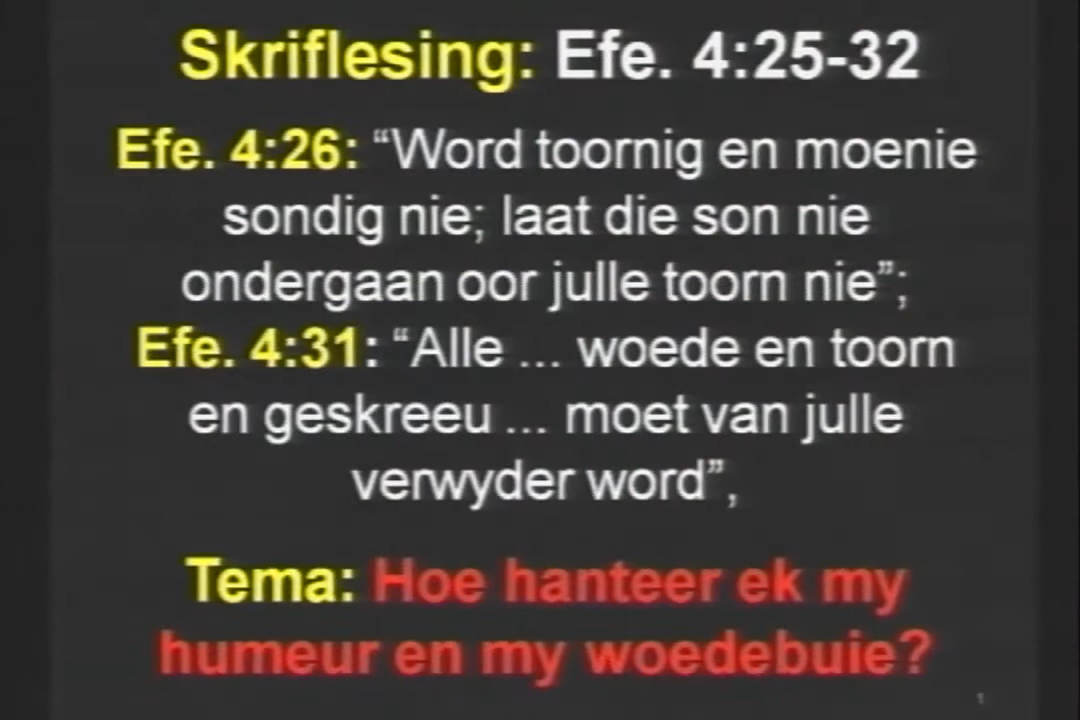 Skriflesing: Efe. 4:25-32
Efe. 4:26: “Word toornig en moenie
sondig nie; laat die son nie
ondergaan oor julle toorn nie”;
Efe. 4:31: “Alle ... woede en toorn
en geskreeu ... moet van julle
verwyder word”,
Tema: Hoe hanteer ek my
humeur en my woedebuie?
1